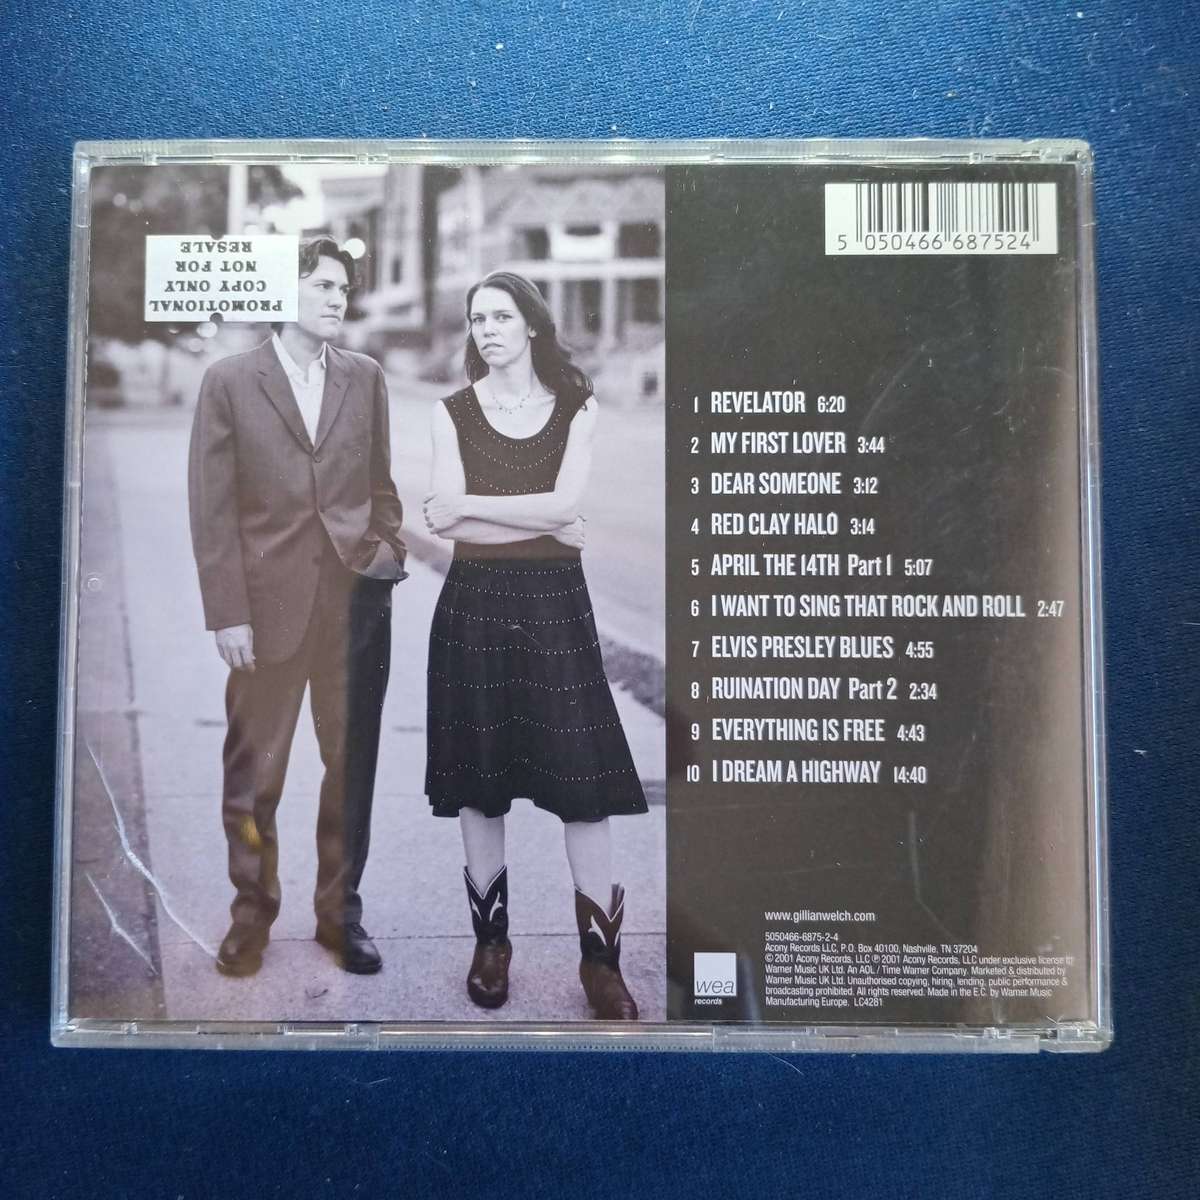 PROMOTIONAL
COPY ONLY
NOT FOR
RESALE
5 050466 687524
1 REVELATOR 6:20
2 MY FIRST LOVER 3:44
3 DEAR SOMEONE 3:12
4 RED CLAY HALO 3:14
5 APRIL THE 14TH Part 1 5:07
6 I WANT TO SING THAT ROCK AND ROLL 2:47
7 ELVIS PRESLEY BLUES 4:55
8 RUINATION DAY Part 2 2:34
9 EVERYTHING IS FREE 4:43
10 I DREAM A HIGHWAY 14:40
www.gillianwelch.com
5050466-6875-2-4
Acony Records LLC, P.O. Box 40100, Nashville, TN 37204
© 2001 Acony Records, LLC ℗ 2001 Acony Records, LLC under exclusive license to
Warner Music UK Ltd. An AOL / Time Warner Company. Marketed & distributed by
Warner Music UK Ltd. Unauthorised copying, hiring, lending, public performance &
broadcasting prohibited. All rights reserved. Made in the E.C. by Warner Music
Manufacturing Europe. LC4281
wea
records